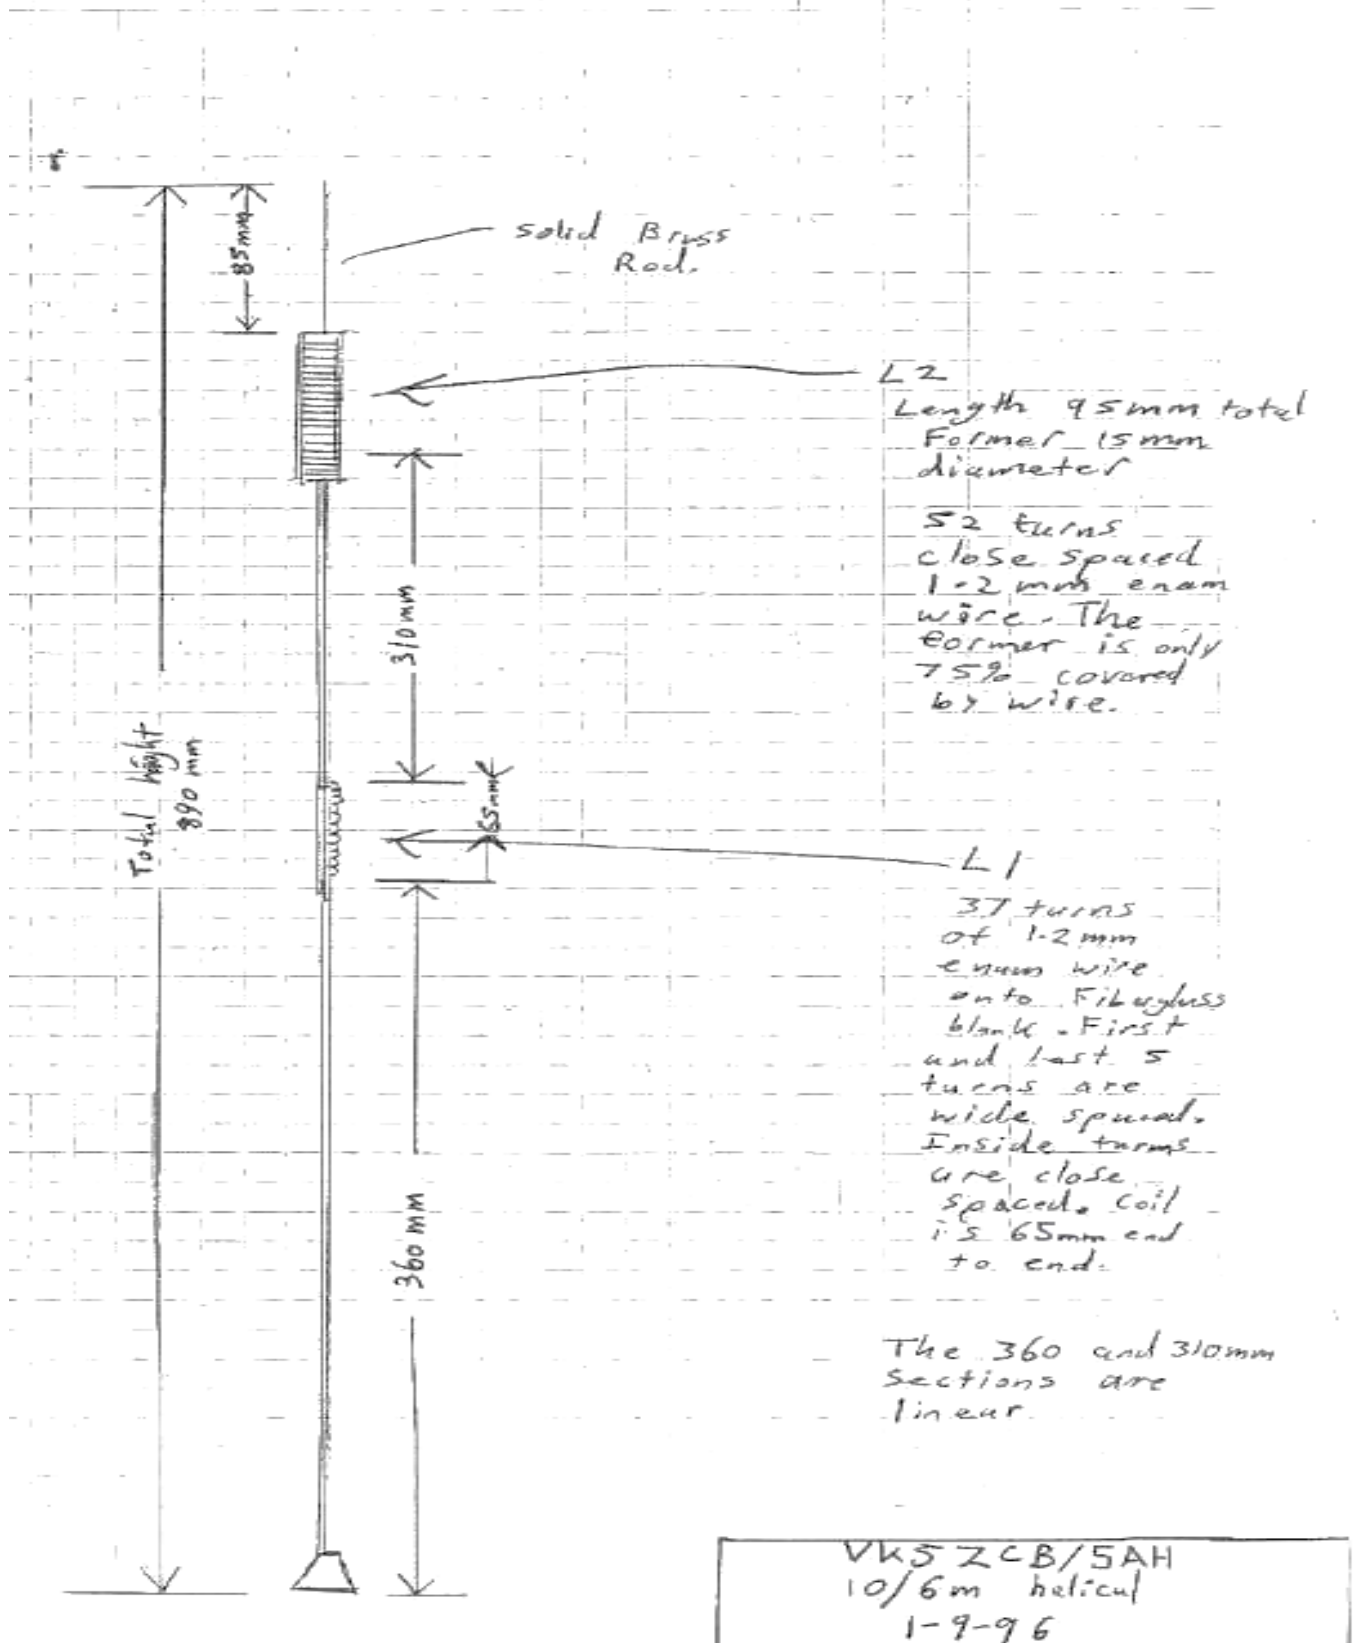 85mm
solid Brass
Rod.
L2
Length 95mm total
Former 15mm
diameter
52 turns
close spaced
1.2 mm enam
wire. The
former is only
75% covared
by wire.
310mm
Total height
890 mm
65mm
L1
37 turns
of 1.2 mm
enam wire
onto Fibugluss
blank. First
and last 5
turns are
wide spaced.
Inside turns
are close
spaced. Coil
is 65mm end
to end.
360 mm
The 360 and 310mm
sections are
linear
VK5ZCB/5AH
10/6m helical
1-9-96